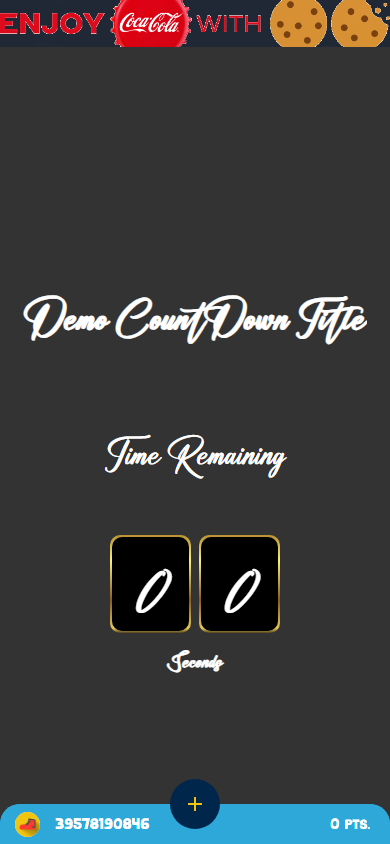 ENJOY Coca-Cola WITH
Demo CountDown Title
Time Remaining
0 0
Seconds
+
39578190846
0 PTS.